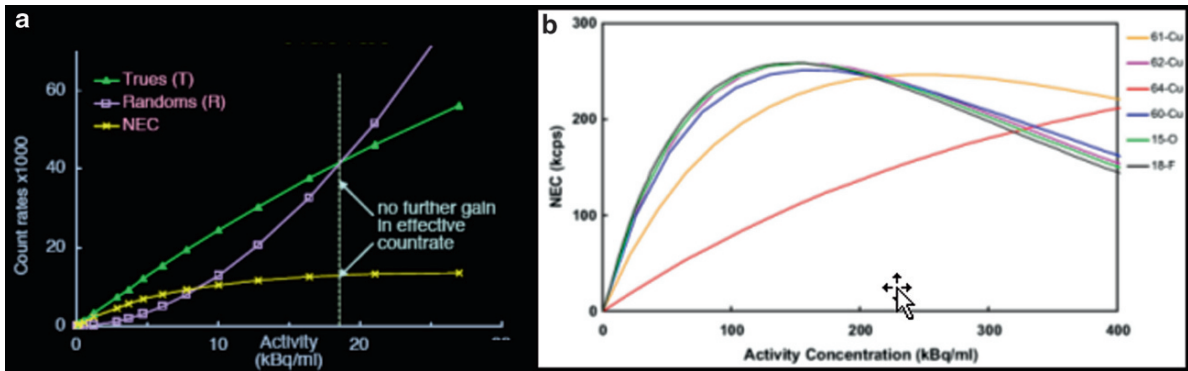 a
60
40
20
0
Count rates x1000
Trues (T)
Randoms (R)
NEC
no further gain
in effective
countrate
0
10
20
Activity
(kBq/ml)
b
300
200
100
0
NEC (kcps)
0
100
200
300
400
Activity Concentration (kBq/ml)
61-Cu
62-Cu
64-Cu
60-Cu
15-O
18-F